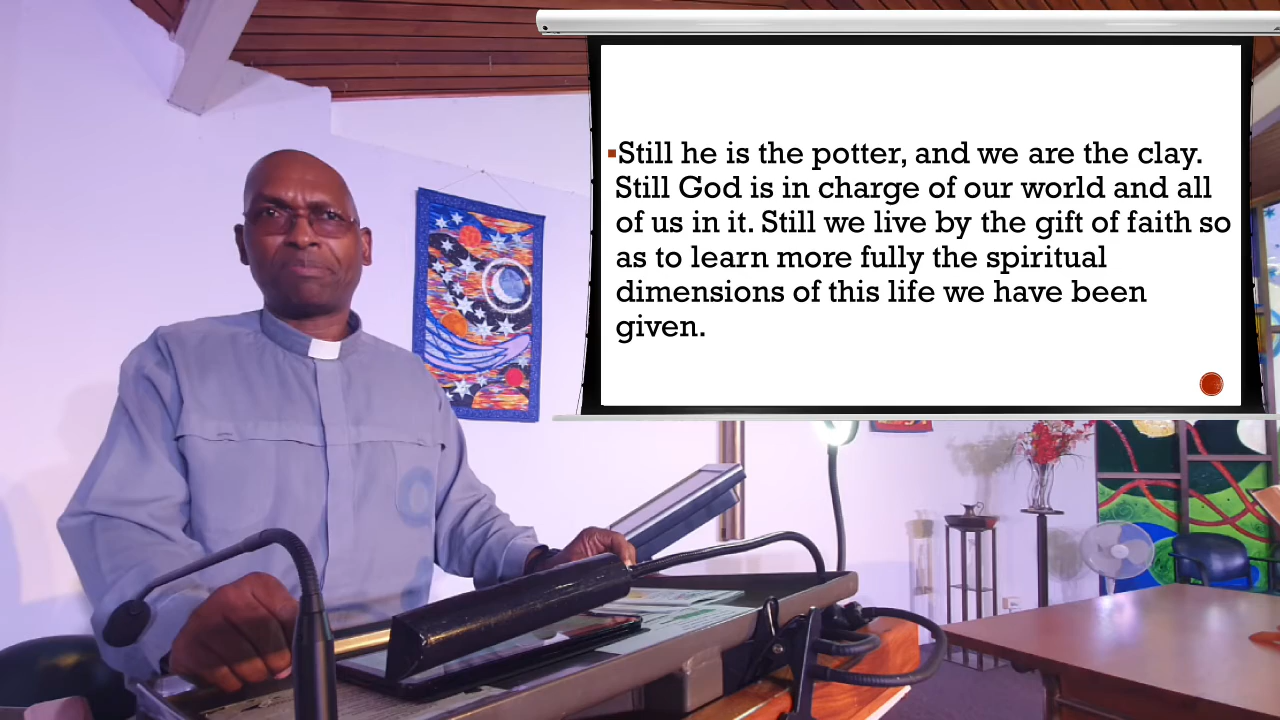 Still he is the potter, and we are the clay.
Still God is in charge of our world and all
of us in it. Still we live by the gift of faith so
as to learn more fully the spiritual
dimensions of this life we have been
given.